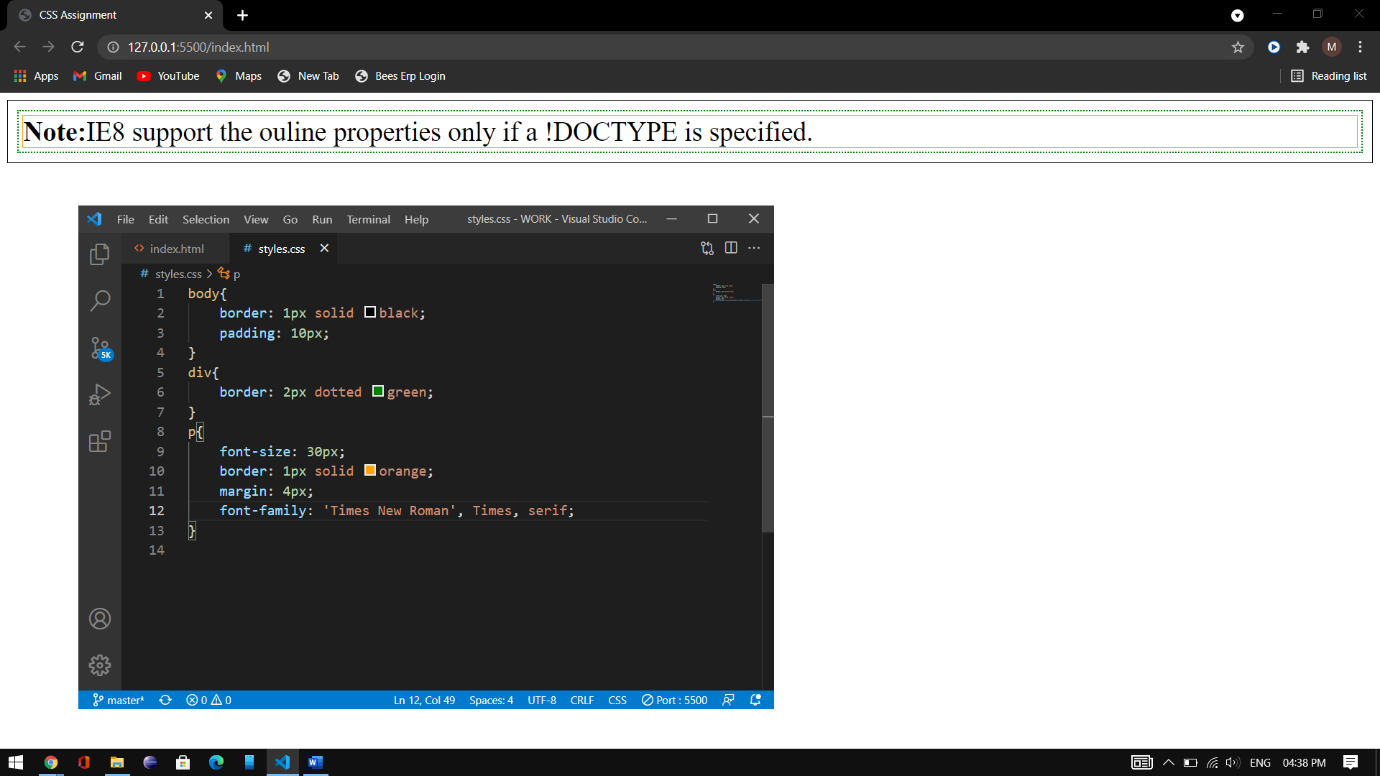 CSS Assignment
127.0.0.1:5500/index.html
M
Apps Gmail YouTube Maps New Tab Bees Erp Login Reading list
Note:IE8 support the ouline properties only if a !DOCTYPE is specified.
File Edit Selection View Go Run Terminal Help styles.css - WORK - Visual Studio Co...
index.html # styles.css
# styles.css > p
1 body{
2 border: 1px solid black;
3 padding: 10px;
4 }
5 div{
6 border: 2px dotted green;
7 }
8 p{
9 font-size: 30px;
10 border: 1px solid orange;
11 margin: 4px;
12 font-family: 'Times New Roman', Times, serif;
13 }
14
5K
master* 0 0 Ln 12, Col 49 Spaces: 4 UTF-8 CRLF CSS Port : 5500
ENG 04:38 PM